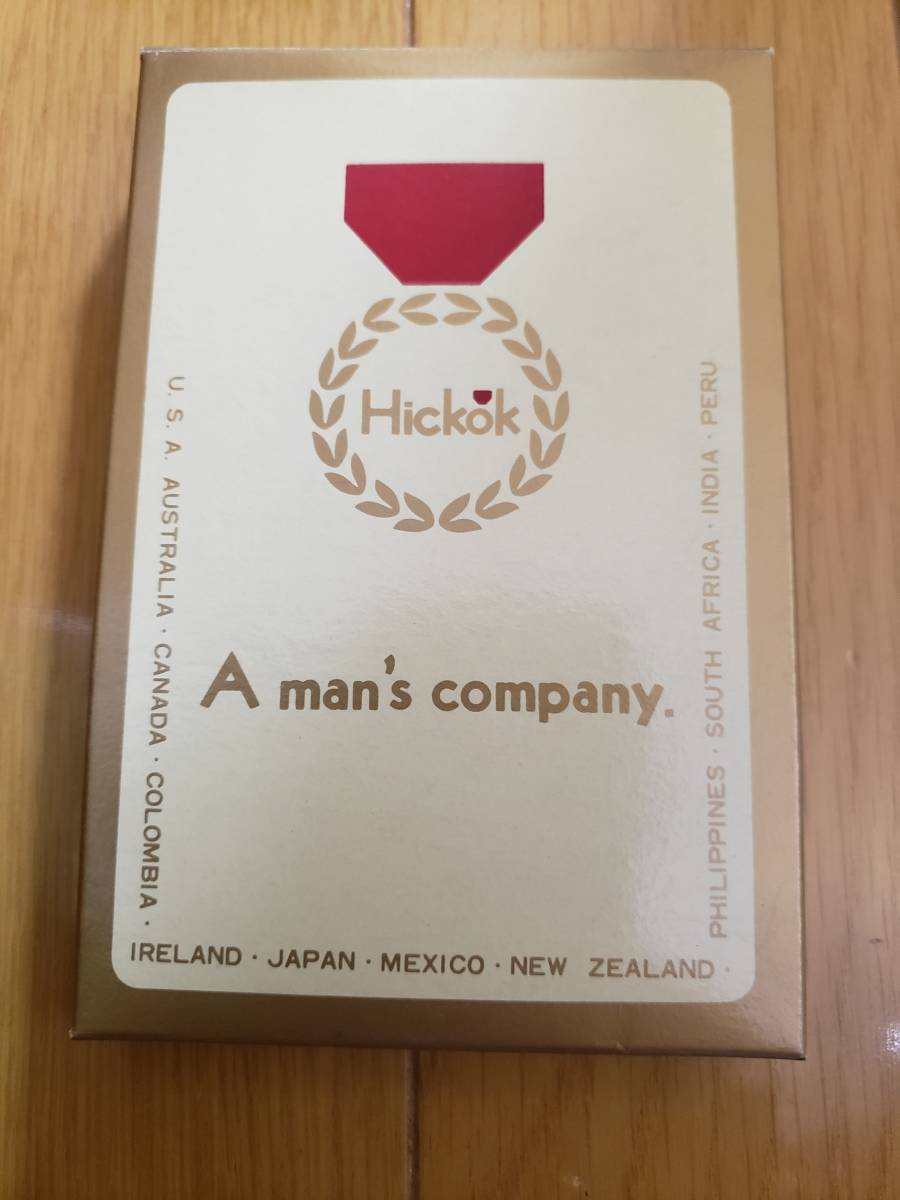 Hickok
A man's company.
U. S. A. AUSTRALIA · CANADA · COLOMBIA ·
IRELAND · JAPAN · MEXICO · NEW ZEALAND ·
PHILIPPINES · SOUTH AFRICA · INDIA · PERU